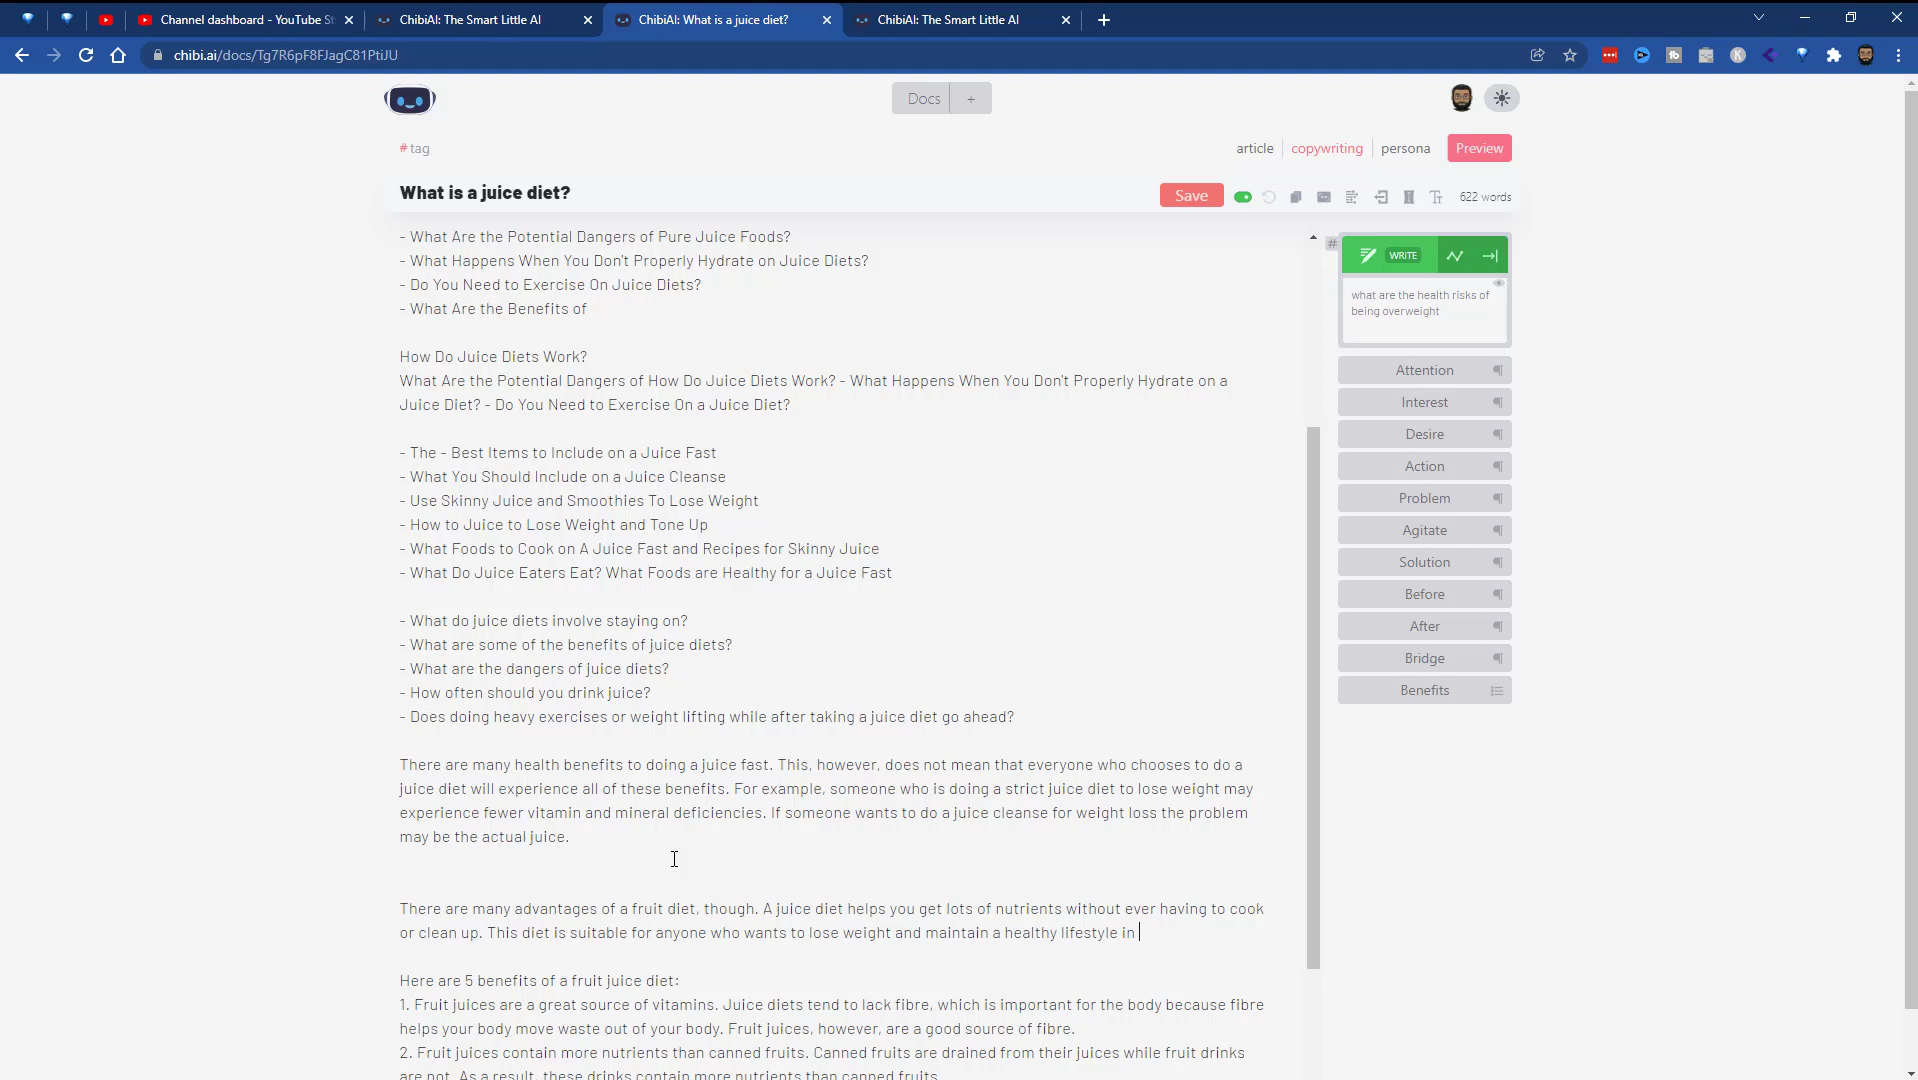 Channel dashboard - YouTube St
ChibiAI: The Smart Little AI
ChibiAI: What is a juice diet?
ChibiAI: The Smart Little AI
chibi.ai/docs/Tg7R6pF8FJagC81PtiJU
Docs +
# tag
article copywriting persona Preview
What is a juice diet?
Save
622 words
- What Are the Potential Dangers of Pure Juice Foods?
- What Happens When You Don't Properly Hydrate on Juice Diets?
- Do You Need to Exercise On Juice Diets?
- What Are the Benefits of
How Do Juice Diets Work?
What Are the Potential Dangers of How Do Juice Diets Work? - What Happens When You Don't Properly Hydrate on a
Juice Diet? - Do You Need to Exercise On a Juice Diet?
- The - Best Items to Include on a Juice Fast
- What You Should Include on a Juice Cleanse
- Use Skinny Juice and Smoothies To Lose Weight
- How to Juice to Lose Weight and Tone Up
- What Foods to Cook on A Juice Fast and Recipes for Skinny Juice
- What Do Juice Eaters Eat? What Foods are Healthy for a Juice Fast
- What do juice diets involve staying on?
- What are some of the benefits of juice diets?
- What are the dangers of juice diets?
- How often should you drink juice?
- Does doing heavy exercises or weight lifting while after taking a juice diet go ahead?
There are many health benefits to doing a juice fast. This, however, does not mean that everyone who chooses to do a
juice diet will experience all of these benefits. For example, someone who is doing a strict juice diet to lose weight may
experience fewer vitamin and mineral deficiencies. If someone wants to do a juice cleanse for weight loss the problem
may be the actual juice.
There are many advantages of a fruit diet, though. A juice diet helps you get lots of nutrients without ever having to cook
or clean up. This diet is suitable for anyone who wants to lose weight and maintain a healthy lifestyle in
Here are 5 benefits of a fruit juice diet:
1. Fruit juices are a great source of vitamins. Juice diets tend to lack fibre, which is important for the body because fibre
helps your body move waste out of your body. Fruit juices, however, are a good source of fibre.
2. Fruit juices contain more nutrients than canned fruits. Canned fruits are drained from their juices while fruit drinks
are not. As a result, these drinks contain more nutrients than canned fruits.
#
WRITE
what are the health risks of
being overweight
Attention
Interest
Desire
Action
Problem
Agitate
Solution
Before
After
Bridge
Benefits